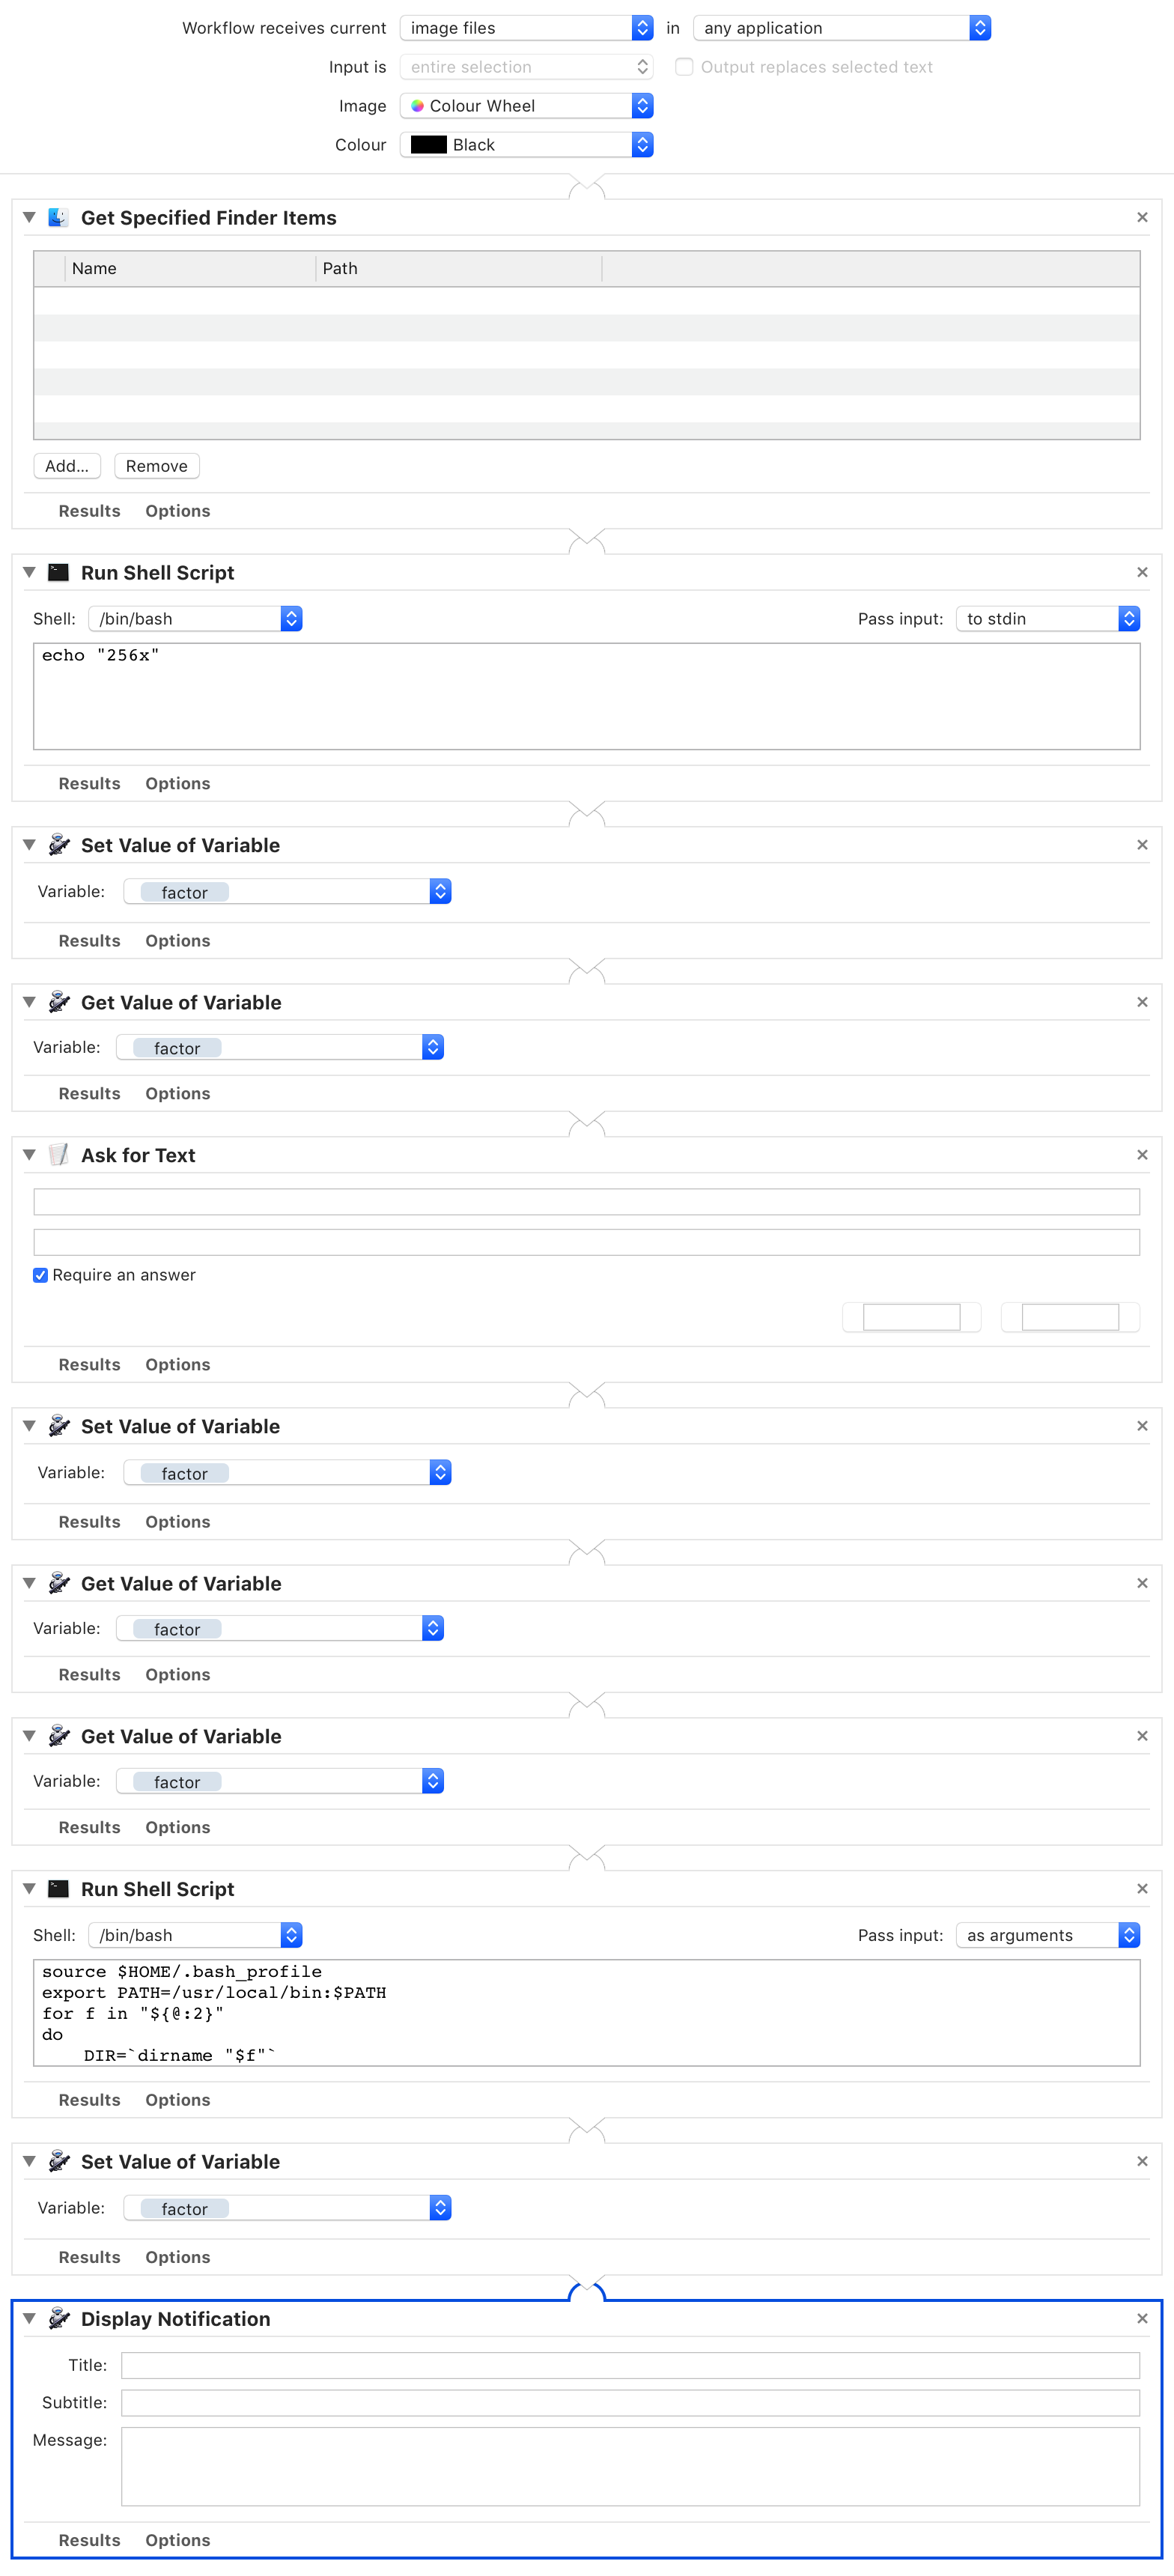 Workflow receives current image files in any application
Input is entire selection Output replaces selected text
Image Colour Wheel
Colour Black
Get Specified Finder Items
Name Path
Add... Remove
Results Options
Run Shell Script
Shell: /bin/bash Pass input: to stdin
echo "256x"
Results Options
Set Value of Variable
Variable: factor
Results Options
Get Value of Variable
Variable: factor
Results Options
Ask for Text
Require an answer
Results Options
Set Value of Variable
Variable: factor
Results Options
Get Value of Variable
Variable: factor
Results Options
Get Value of Variable
Variable: factor
Results Options
Run Shell Script
Shell: /bin/bash Pass input: as arguments
source $HOME/.bash_profile
export PATH=/usr/local/bin:$PATH
for f in "${@:2}"
do
    DIR=`dirname "$f"`
Results Options
Set Value of Variable
Variable: factor
Results Options
Display Notification
Title:
Subtitle:
Message:
Results Options